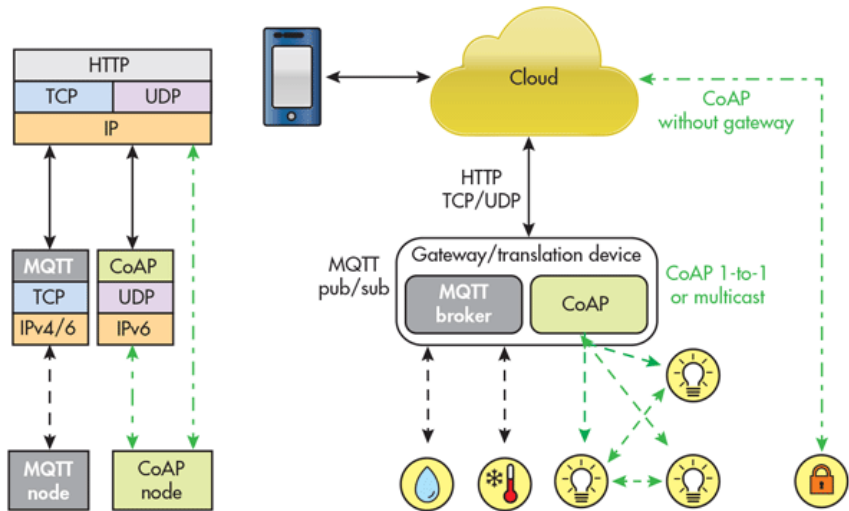 HTTP
TCP
UDP
IP
MQTT
TCP
IPv4/6
CoAP
UDP
IPv6
MQTT
node
CoAP
node
Cloud
CoAP
without gateway
HTTP
TCP/UDP
MQTT
pub/sub
Gateway/translation device
MQTT
broker
CoAP
CoAP 1-to-1
or multicast